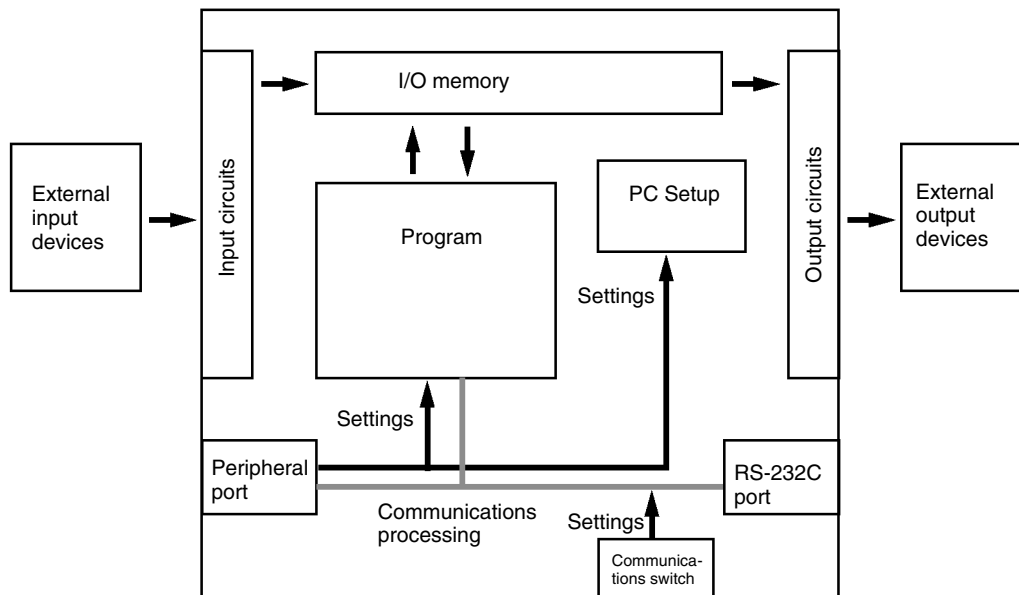 I/O memory
External
input
devices
Input circuits
Program
PC Setup
Output circuits
External
output
devices
Settings
Settings
Peripheral
port
RS-232C
port
Communications
processing
Settings
Communica-
tions switch